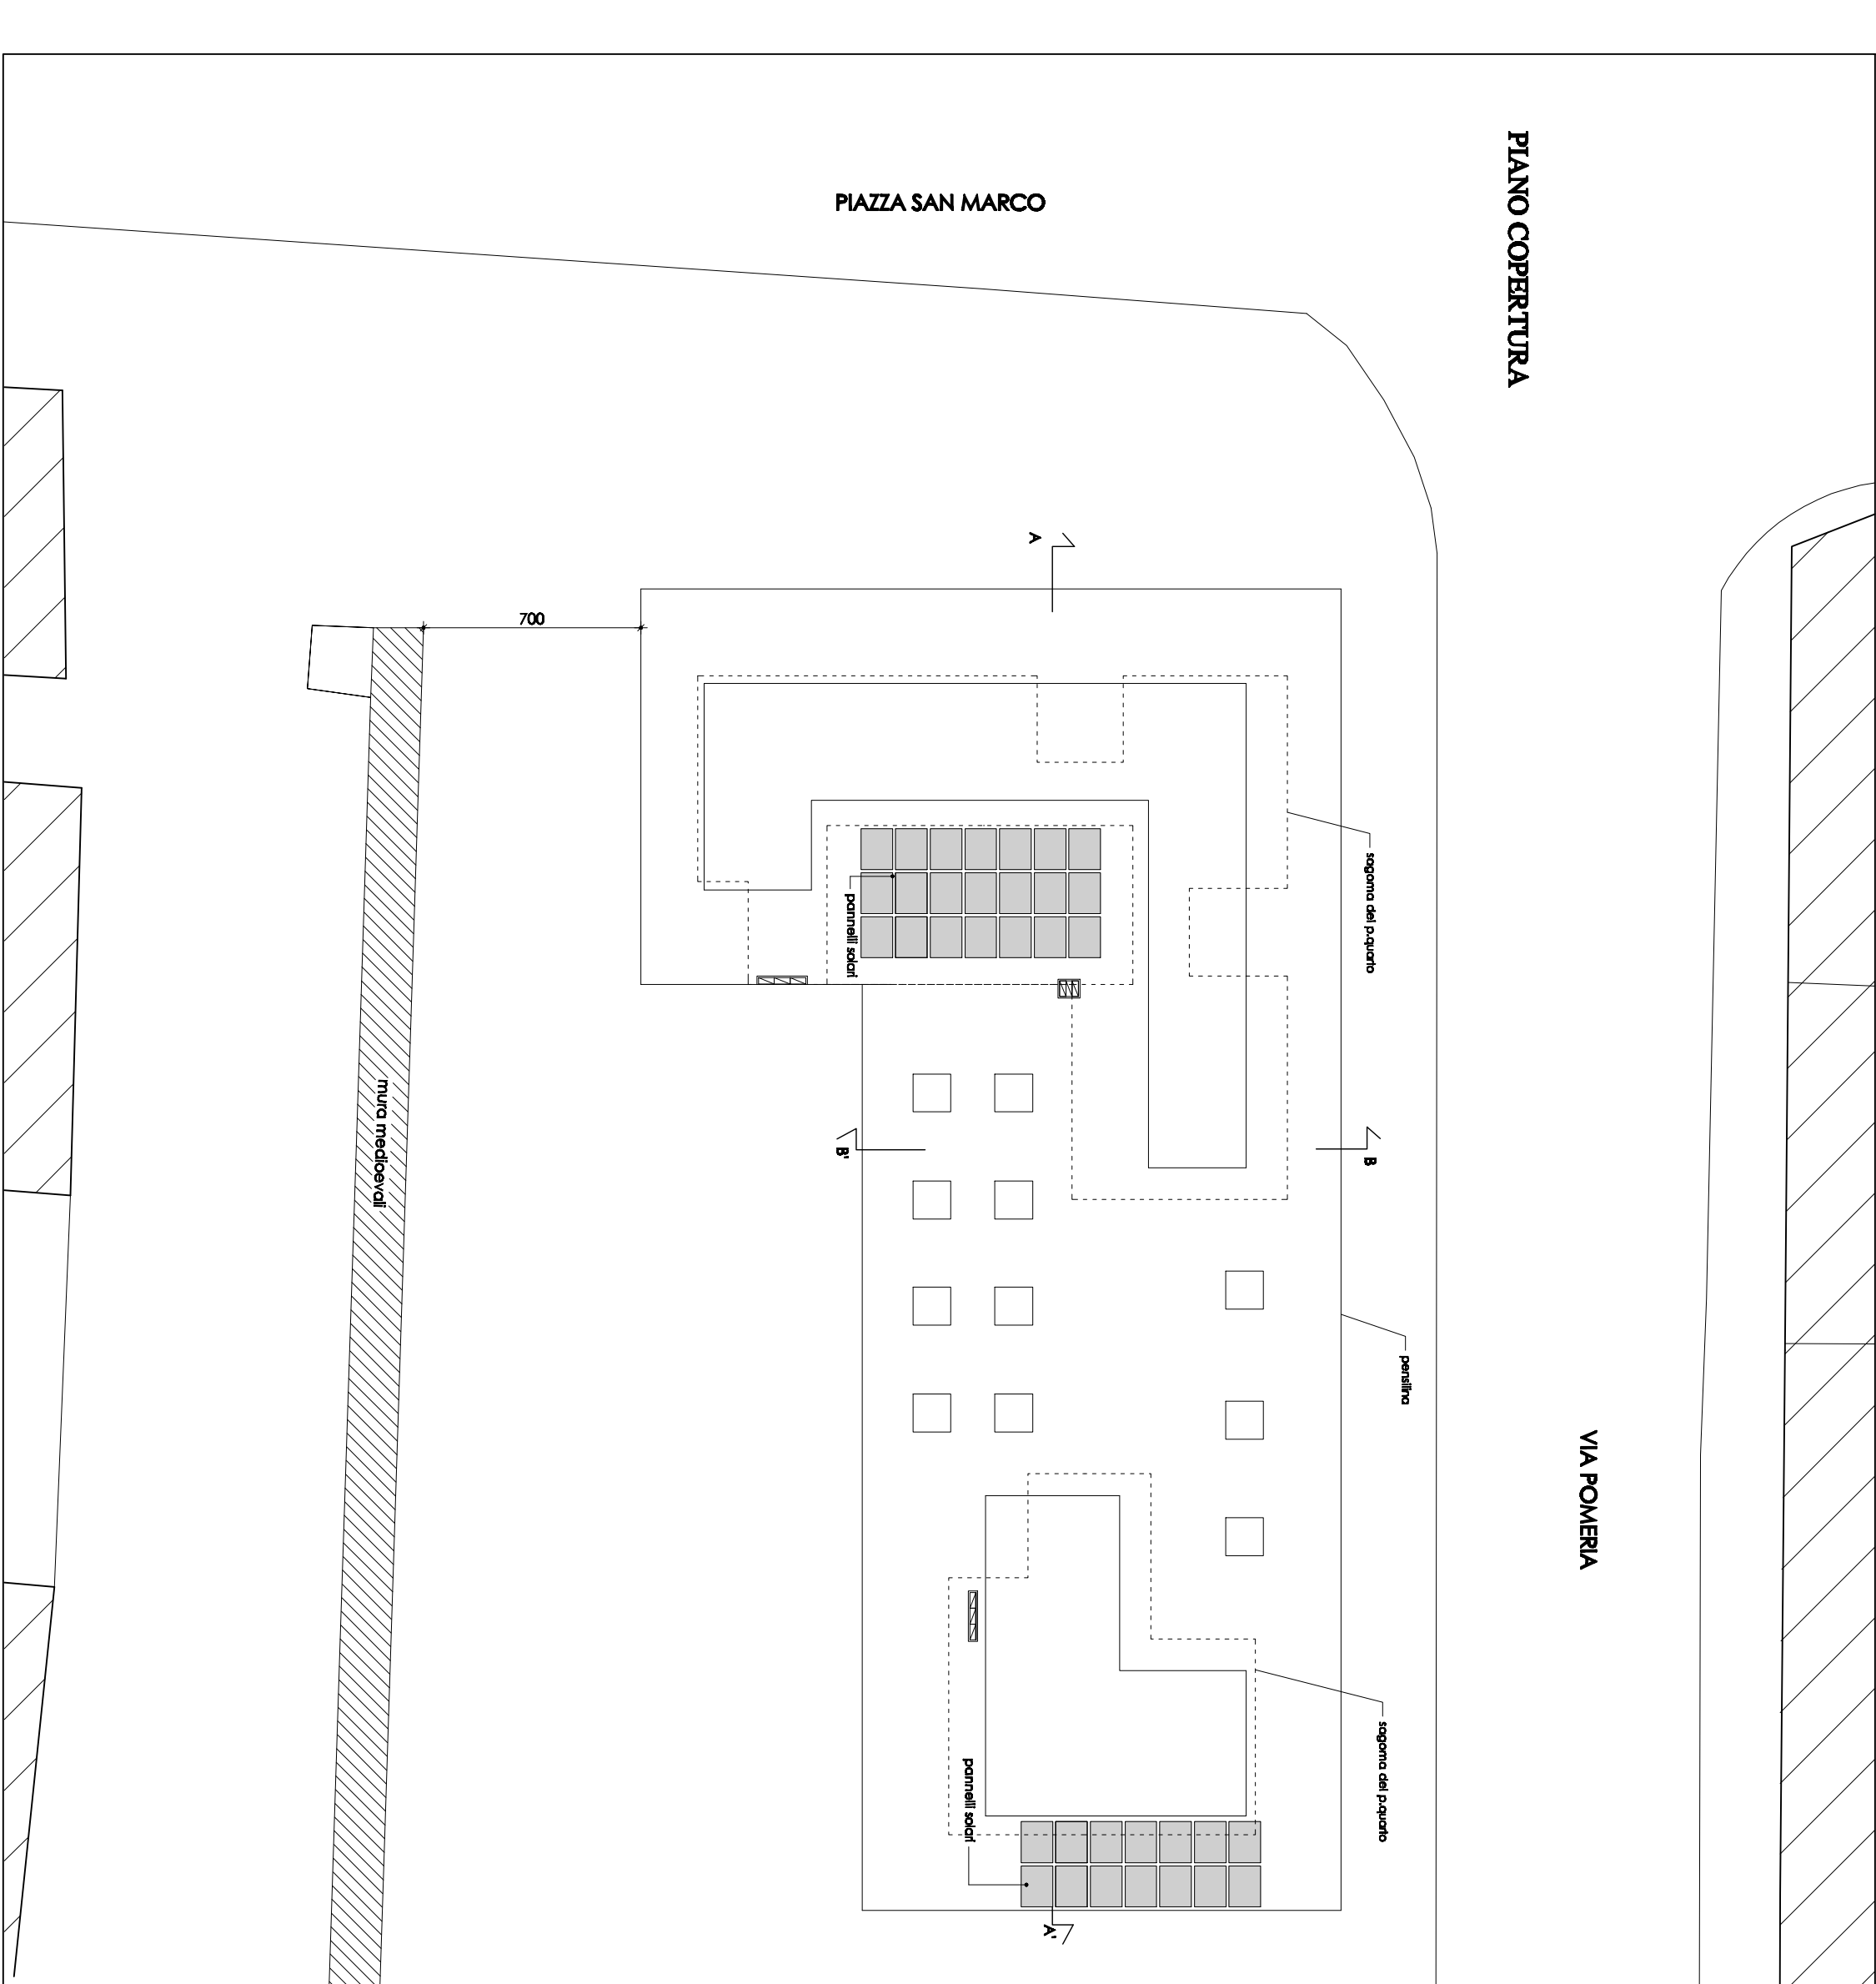 PIANO COPERTURA
PIAZZA SAN MARCO
A
700
sagoma del p.quarto
pannelli solari
mura medioevali
B'
B
pensilina
VIA POMERIA
sagoma del p.quarto
pannelli solari
A'